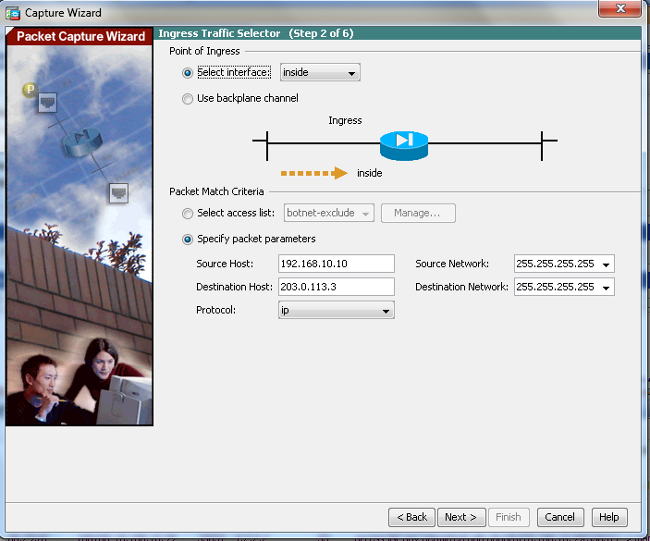 Capture Wizard
Packet Capture Wizard
Ingress Traffic Selector (Step 2 of 6)
Point of Ingress
Select interface: inside
Use backplane channel
Ingress
inside
Packet Match Criteria
Select access list: botnet-exclude Manage...
Specify packet parameters
Source Host: 192.168.10.10 Source Network: 255.255.255.255
Destination Host: 203.0.113.3 Destination Network: 255.255.255.255
Protocol: ip
P
< Back Next > Finish Cancel Help